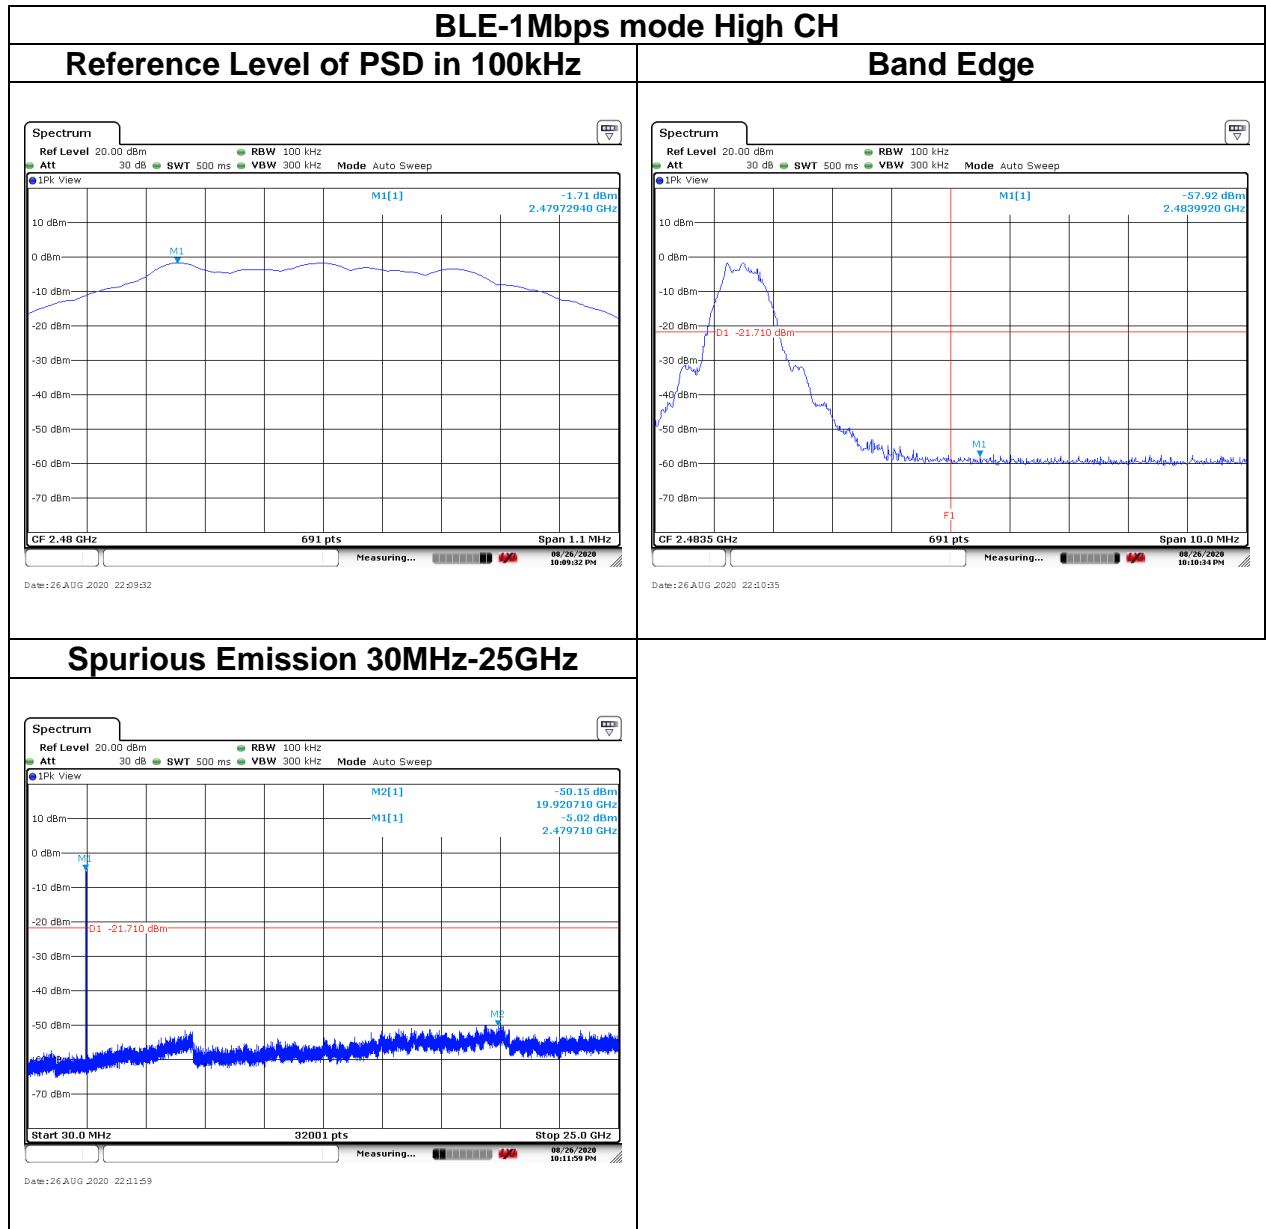 BLE-1Mbps mode High CH
Reference Level of PSD in 100kHz
Band Edge
Spectrum
Ref Level 20.00 dBm RBW 100 kHz
Att 30 dB SWT 500 ms VBW 300 kHz Mode Auto Sweep
1Pk View
M1[1] -1.71 dBm
2.47972940 GHz
10 dBm
M1
0 dBm
-10 dBm
-20 dBm
-30 dBm
-40 dBm
-50 dBm
-60 dBm
-70 dBm
CF 2.48 GHz 691 pts Span 1.1 MHz
Measuring... 08/26/2020
10:09:32 PM
Date: 26.AUG.2020 22:09:32
Spectrum
Ref Level 20.00 dBm RBW 100 kHz
Att 30 dB SWT 500 ms VBW 300 kHz Mode Auto Sweep
1Pk View
M1[1] -57.92 dBm
2.4839920 GHz
10 dBm
0 dBm
-10 dBm
-20 dBm
D1 -21.710 dBm
-30 dBm
-40 dBm
-50 dBm
M1
-60 dBm
-70 dBm
F1
CF 2.4835 GHz 691 pts Span 10.0 MHz
Measuring... 08/26/2020
10:10:34 PM
Date: 26.AUG.2020 22:10:35
Spurious Emission 30MHz-25GHz
Spectrum
Ref Level 20.00 dBm RBW 100 kHz
Att 30 dB SWT 500 ms VBW 300 kHz Mode Auto Sweep
1Pk View
M2[1] -50.15 dBm
19.920710 GHz
10 dBm M1[1] -5.02 dBm
2.479710 GHz
0 dBm
M1
-10 dBm
-20 dBm
D1 -21.710 dBm
-30 dBm
-40 dBm
M2
-50 dBm
-60 dBm
-70 dBm
Start 30.0 MHz 32001 pts Stop 25.0 GHz
Measuring... 08/26/2020
10:11:59 PM
Date: 26.AUG.2020 22:11:59